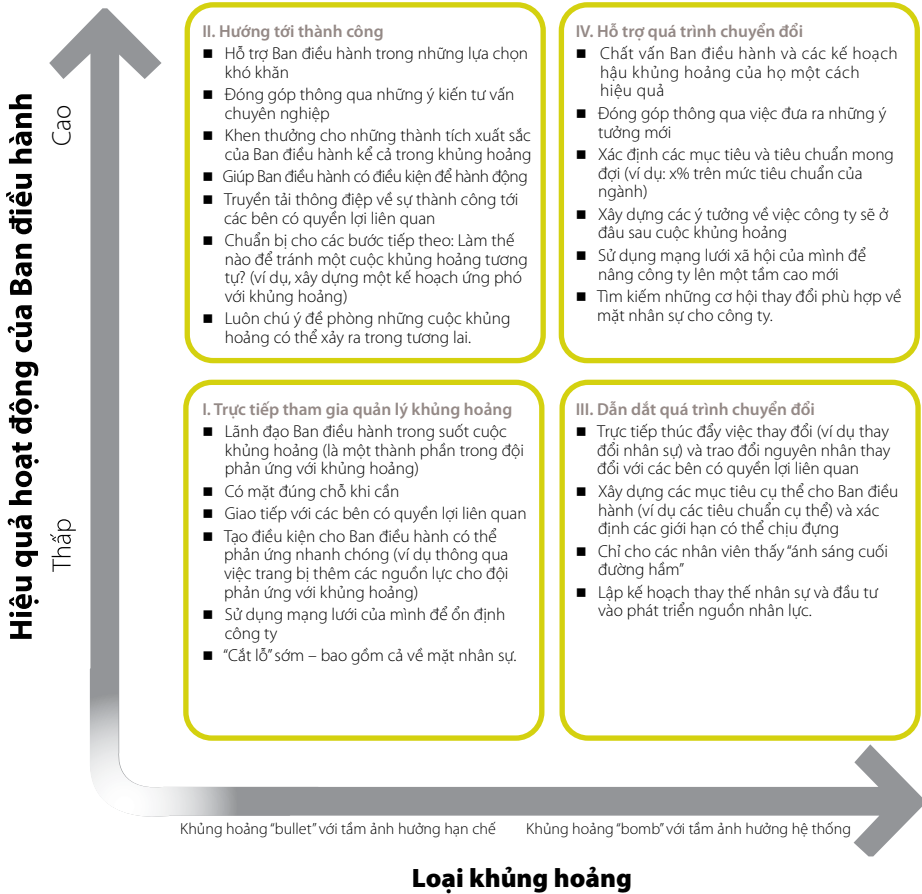 Hiệu quả hoạt động của Ban điều hành
Cao
Thấp
II. Hướng tới thành công
■ Hỗ trợ Ban điều hành trong những lựa chọn
khó khăn
■ Đóng góp thông qua những ý kiến tư vấn
chuyên nghiệp
■ Khen thưởng cho những thành tích xuất sắc
của Ban điều hành kể cả trong khủng hoảng
■ Giúp Ban điều hành có điều kiện để hành động
■ Truyền tải thông điệp về sự thành công tới
các bên có quyền lợi liên quan
■ Chuẩn bị cho các bước tiếp theo: Làm thế
nào để tránh một cuộc khủng hoảng tương
tự? (ví dụ, xây dựng một kế hoạch ứng phó
với khủng hoảng)
■ Luôn chú ý đề phòng những cuộc khủng
hoảng có thể xảy ra trong tương lai.
IV. Hỗ trợ quá trình chuyển đổi
■ Chất vấn Ban điều hành và các kế hoạch
hậu khủng hoảng của họ một cách
hiệu quả
■ Đóng góp thông qua việc đưa ra những ý
tưởng mới
■ Xác định các mục tiêu và tiêu chuẩn mong
đợi (ví dụ: x% trên mức tiêu chuẩn của
ngành)
■ Xây dựng các ý tưởng về việc công ty sẽ ở
đâu sau cuộc khủng hoảng
■ Sử dụng mạng lưới xã hội của mình để
nâng công ty lên một tầm cao mới
■ Tìm kiếm những cơ hội thay đổi phù hợp về
mặt nhân sự cho công ty.
I. Trực tiếp tham gia quản lý khủng hoảng
■ Lãnh đạo Ban điều hành trong suốt cuộc
khủng hoảng (là một thành phần trong đội
phản ứng với khủng hoảng)
■ Có mặt đúng chỗ khi cần
■ Giao tiếp với các bên có quyền lợi liên quan
■ Tạo điều kiện cho Ban điều hành có thể
phản ứng nhanh chóng (ví dụ thông qua
việc trang bị thêm các nguồn lực cho đội
phản ứng với khủng hoảng)
■ Sử dụng mạng lưới của mình để ổn định
công ty
■ "Cắt lỗ" sớm – bao gồm cả về mặt nhân sự.
III. Dẫn dắt quá trình chuyển đổi
■ Trực tiếp thúc đẩy việc thay đổi (ví dụ thay
đổi nhân sự) và trao đổi nguyên nhân thay
đổi với các bên có quyền lợi liên quan
■ Xây dựng các mục tiêu cụ thể cho Ban điều
hành (ví dụ các tiêu chuẩn cụ thể) và xác
định các giới hạn có thể chịu đựng
■ Chỉ cho các nhân viên thấy "ánh sáng cuối
đường hầm"
■ Lập kế hoạch thay thế nhân sự và đầu tư
vào phát triển nguồn nhân lực.
Khủng hoảng "bullet" với tầm ảnh hưởng hạn chế
Khủng hoảng "bomb" với tầm ảnh hưởng hệ thống
Loại khủng hoảng